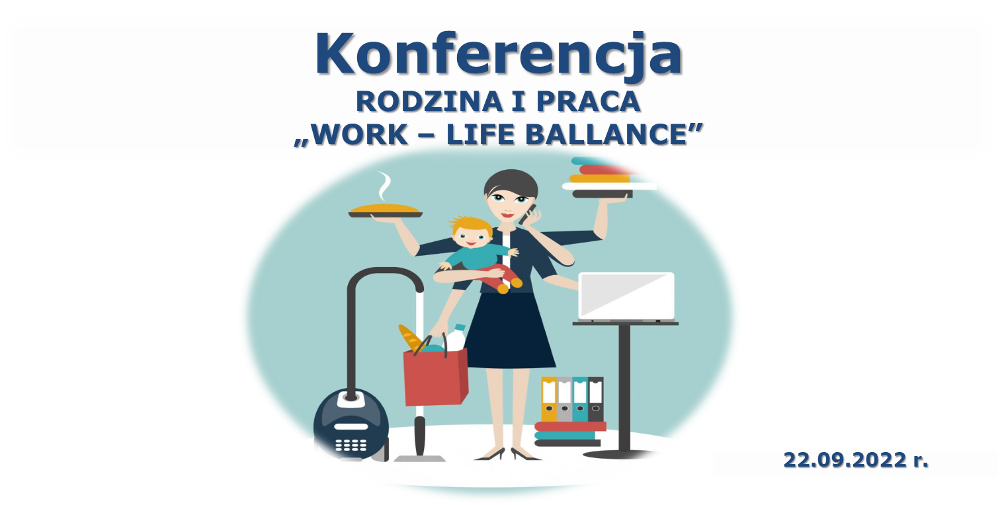 Konferencja
RODZINA I PRACA
„WORK – LIFE BALLANCE”
22.09.2022 r.